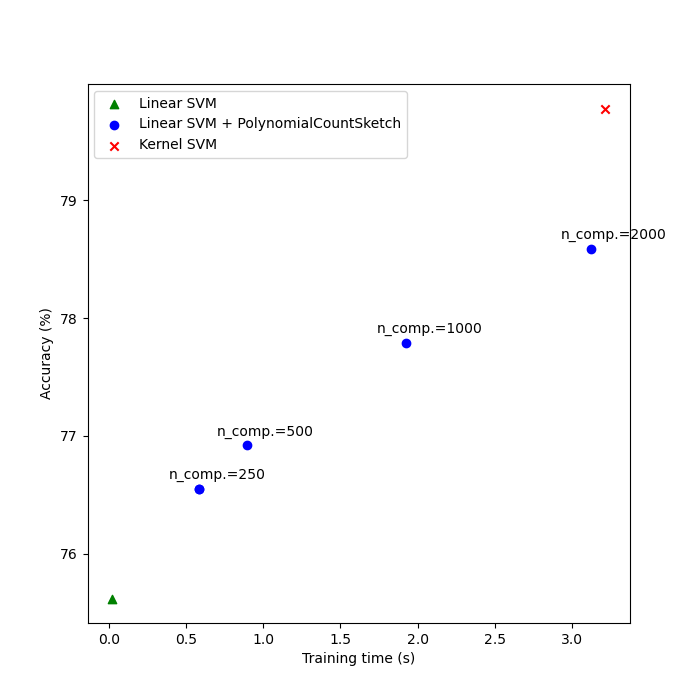 Linear SVM
Linear SVM + PolynomialCountSketch
Kernel SVM
79
n_comp.=2000
78
n_comp.=1000
Accuracy (%)
77
n_comp.=500
n_comp.=250
76
0.0 0.5 1.0 1.5 2.0 2.5 3.0
Training time (s)